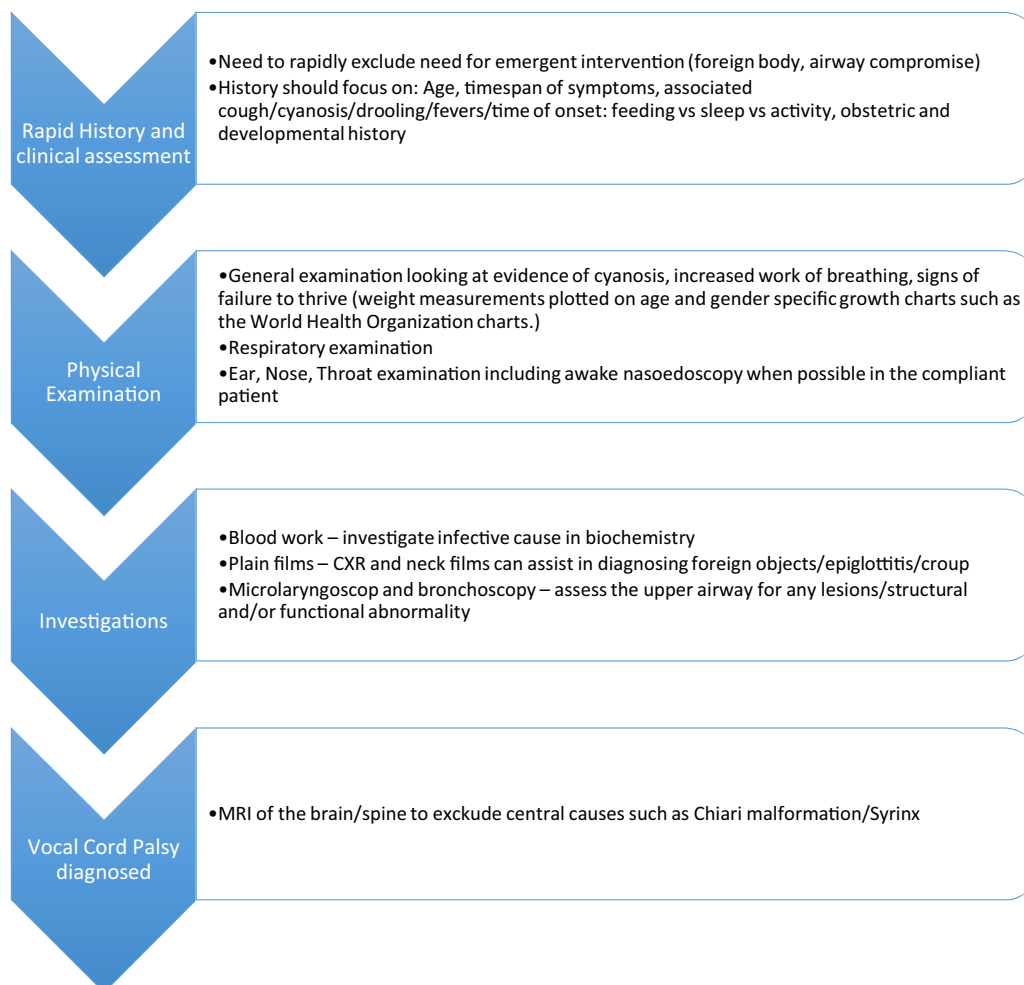 Rapid History and
clinical assessment
•Need to rapidly exclude need for emergent intervention (foreign body, airway compromise)
•History should focus on: Age, timespan of symptoms, associated
cough/cyanosis/drooling/fevers/time of onset: feeding vs sleep vs activity, obstetric and
developmental history
Physical
Examination
•General examination looking at evidence of cyanosis, increased work of breathing, signs of
failure to thrive (weight measurements plotted on age and gender specific growth charts such as
the World Health Organization charts.)
•Respiratory examination
•Ear, Nose, Throat examination including awake nasoedoscopy when possible in the compliant
patient
Investigations
•Blood work – investigate infective cause in biochemistry
•Plain films – CXR and neck films can assist in diagnosing foreign objects/epiglottitis/croup
•Microlaryngoscop and bronchoscopy – assess the upper airway for any lesions/structural
and/or functional abnormality
Vocal Cord Palsy
diagnosed
•MRI of the brain/spine to exckude central causes such as Chiari malformation/Syrinx